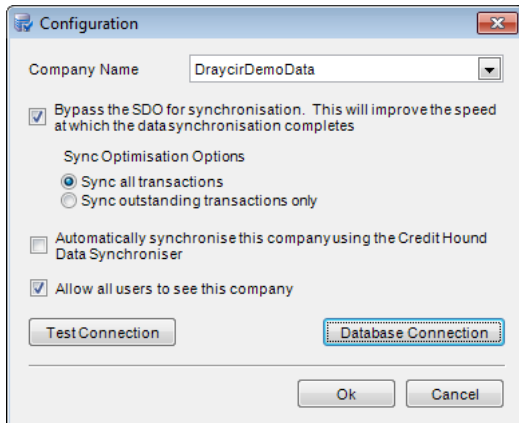 Configuration
Company Name DraycirDemoData
Bypass the SDO for synchronisation. This will improve the speed
at which the data synchronisation completes
Sync Optimisation Options
Sync all transactions
Sync outstanding transactions only
Automatically synchronise this company using the Credit Hound
Data Synchroniser
Allow all users to see this company
Test Connection Database Connection
Ok Cancel